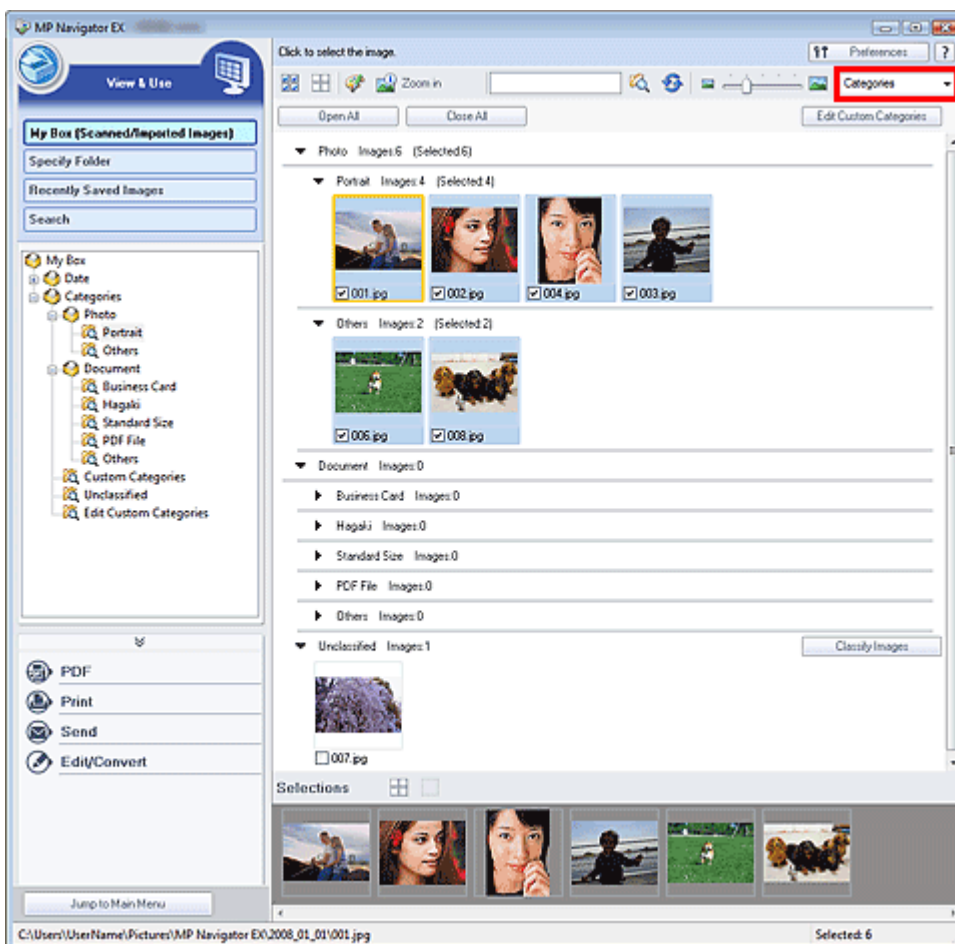 MP Navigator EX
View & Use
My Box (Scanned/Imported Images)
Specify Folder
Recently Saved Images
Search
My Box
Date
Categories
Photo
Portrait
Others
Document
Business Card
Hagaki
Standard Size
PDF File
Others
Custom Categories
Unclassified
Edit Custom Categories
PDF
Print
Send
Edit/Convert
Jump to Main Menu
Click to select the image.
Preferences ?
Zoom in
Categories
Open All Close All Edit Custom Categories
Photo Images:6 (Selected:6)
Portrait Images:4 (Selected:4)
001.jpg 002.jpg 004.jpg 003.jpg
Others Images:2 (Selected:2)
006.jpg 008.jpg
Document Images:0
Business Card Images:0
Hagaki Images:0
Standard Size Images:0
PDF File Images:0
Others Images:0
Unclassified Images:1 Classify Images
007.jpg
Selections
C:\Users\UserName\Pictures\MP Navigator EX\2008_01_01\001.jpg Selected: 6